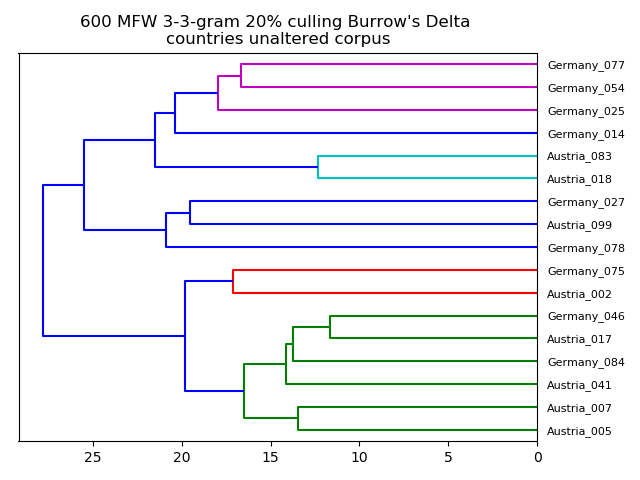 600 MFW 3-3-gram 20% culling Burrow's Delta
countries unaltered corpus
Germany_077
Germany_054
Germany_025
Germany_014
Austria_083
Austria_018
Germany_027
Austria_099
Germany_078
Germany_075
Austria_002
Germany_046
Austria_017
Germany_084
Austria_041
Austria_007
Austria_005
25 20 15 10 5 0